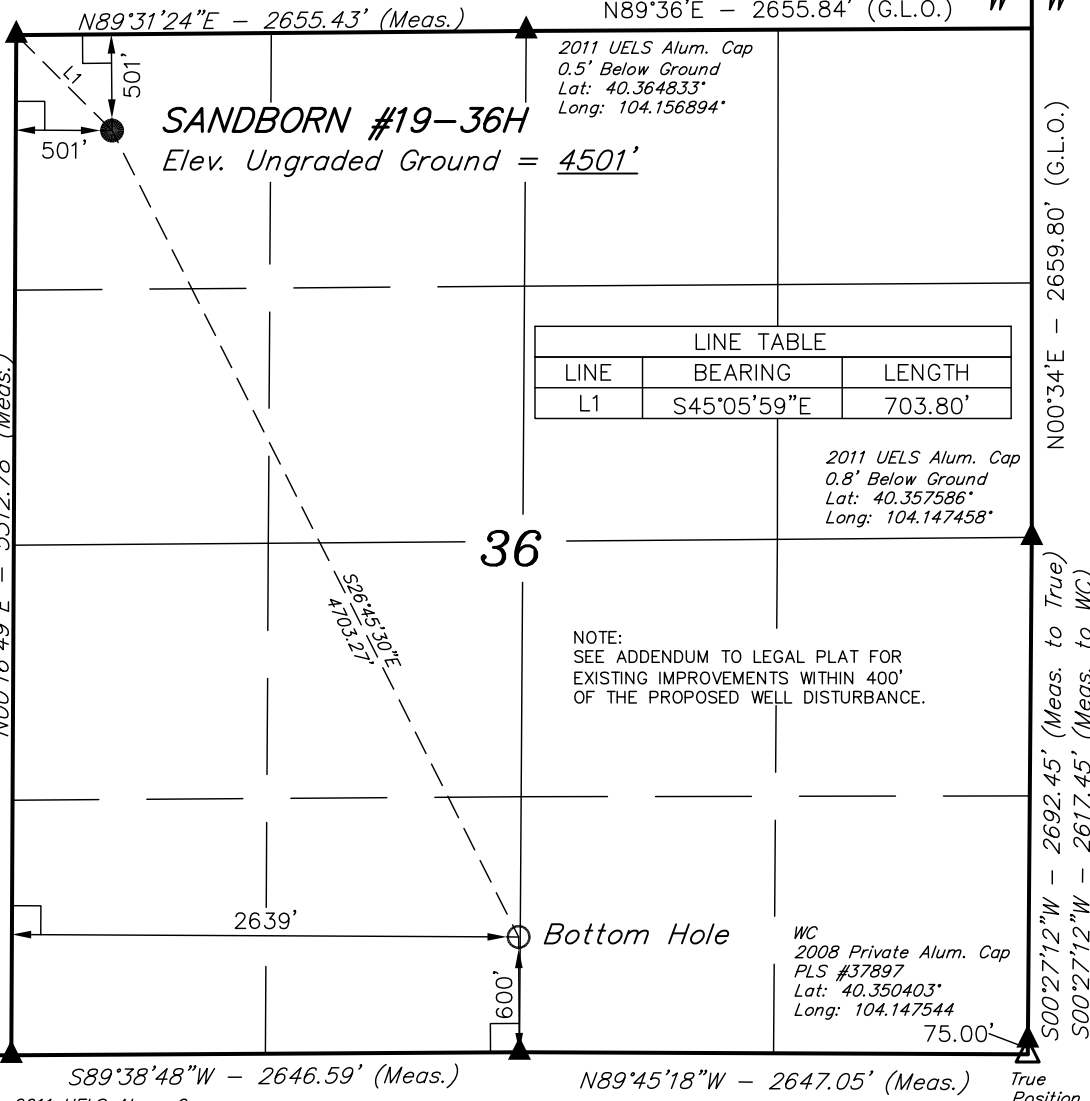 N89°31'24"E - 2655.43' (Meas.)
N89°36'E - 2655.84' (G.L.O.)
2011 UELS Alum. Cap
0.5' Below Ground
Lat: 40.364833°
Long: 104.156894°
L1
501'
501'
SANDBORN #19-36H
Elev. Ungraded Ground = 4501'
N00°34'E - 2659.80' (G.L.O.)
LINE TABLE
LINE BEARING LENGTH
L1 S45°05'59"E 703.80'
2011 UELS Alum. Cap
0.8' Below Ground
Lat: 40.357586°
Long: 104.147458°
36
S26°45'30"E
4703.27'
NOTE:
SEE ADDENDUM TO LEGAL PLAT FOR
EXISTING IMPROVEMENTS WITHIN 400'
OF THE PROPOSED WELL DISTURBANCE.
(Meas.)
S00°27'12"W - 2692.45' (Meas. to True)
S00°27'12"W - 2617.45' (Meas. to WC)
2639'
Bottom Hole
600'
WC
2008 Private Alum. Cap
PLS #37897
Lat: 40.350403°
Long: 104.147544
75.00'
S89°38'48"W - 2646.59' (Meas.)
N89°45'18"W - 2647.05' (Meas.)
True
Position